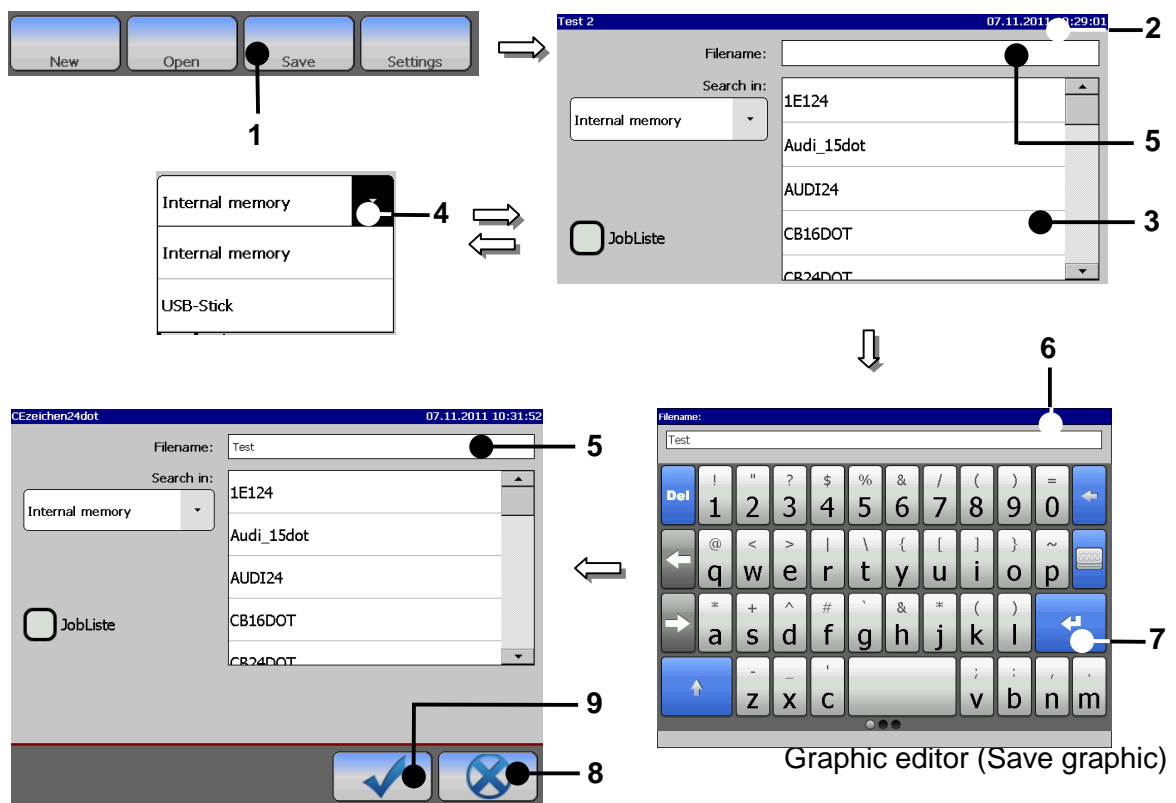 New Open Save Settings
1
Test 2 07.11.2011 10:29:01
2
Filename:
5
Search in:
Internal memory
1E124
Audi_15dot
AUDI24
CB16DOT
CB24DOT
3
JobListe
Internal memory
4
Internal memory
USB-Stick
6
CEzeichen24dot 07.11.2011 10:31:52
Filename: Test
5
Search in:
Internal memory
1E124
Audi_15dot
AUDI24
CB16DOT
CB24DOT
JobListe
9
8
Filename:
Test
Del ! 1 " 2 ? 3 $ 4 % 5 & 6 / 7 ( 8 ) 9 = 0
@ q < w > e | r \ t { y [ u ] i } o ~ p
* a + s ^ d # f ` g & h * j ( k ) l
7
- z _ x ' c ; v : b , n . m
Graphic editor (Save graphic)